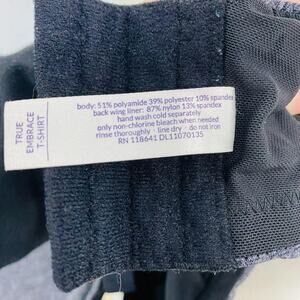 TRUE
EMBRACE
T-SHIRT
body: 51% polyamide 39% polyester 10% spandex
back wing liner: 87% nylon 13% spandex
hand wash cold separately
only non-chlorine bleach when needed
rinse thoroughly · line dry · do not iron
RN 118641 DL11070135